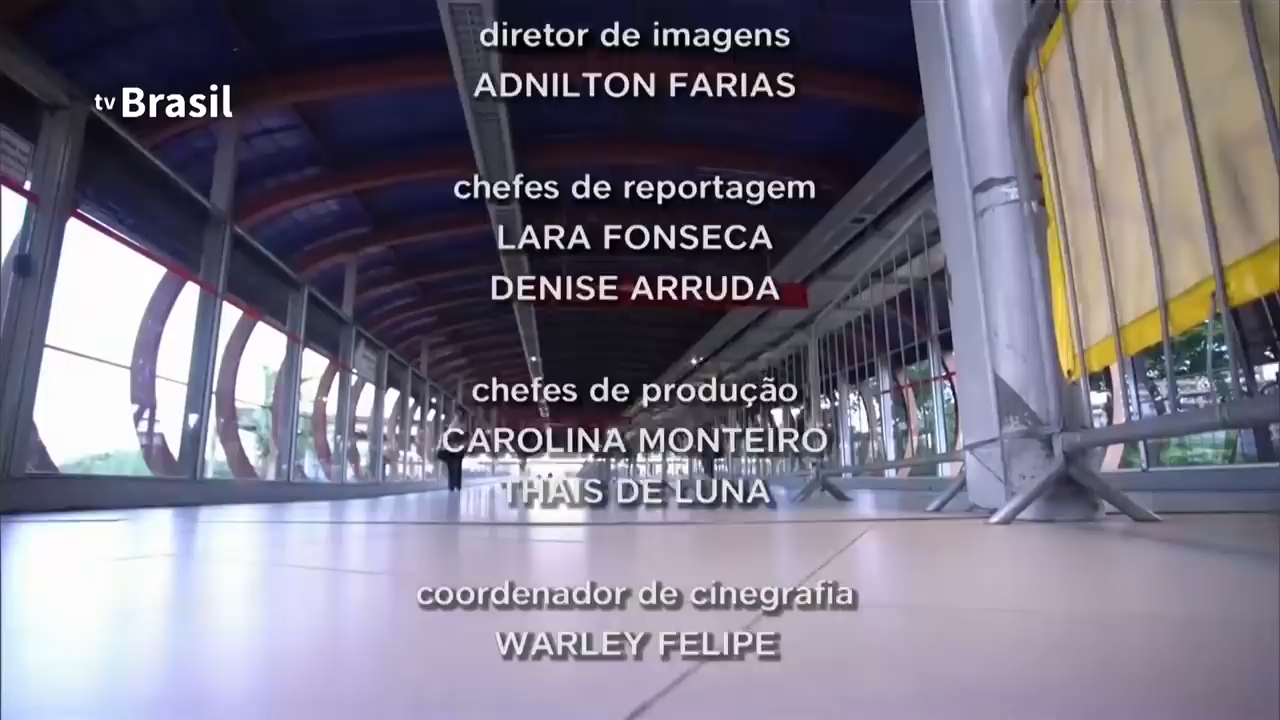 diretor de imagens
ADNILTON FARIAS
tv Brasil
chefes de reportagem
LARA FONSECA
DENISE ARRUDA
chefes de produção
CAROLINA MONTEIRO
THAIS DE LUNA
coordenador de cinegrafia
WARLEY FELIPE